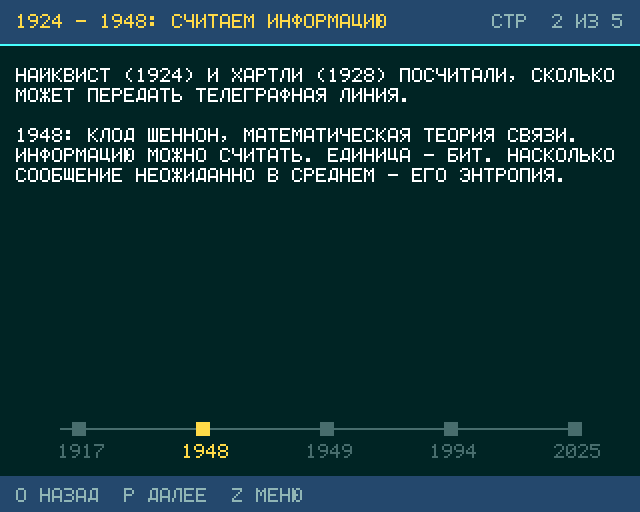 1924 - 1948: СЧИТАЕМ ИНФОРМАЦИЮ СТР 2 ИЗ 5
НАЙКВИСТ (1924) И ХАРТЛИ (1928) ПОСЧИТАЛИ, СКОЛЬКО
МОЖЕТ ПЕРЕДАТЬ ТЕЛЕГРАФНАЯ ЛИНИЯ.
1948: КЛОД ШЕННОН, МАТЕМАТИЧЕСКАЯ ТЕОРИЯ СВЯЗИ.
ИНФОРМАЦИЮ МОЖНО СЧИТАТЬ. ЕДИНИЦА - БИТ. НАСКОЛЬКО
СООБЩЕНИЕ НЕОЖИДАННО В СРЕДНЕМ - ЕГО ЭНТРОПИЯ.
1917 1948 1949 1994 2025
O НАЗАД P ДАЛЕЕ Z МЕНЮ